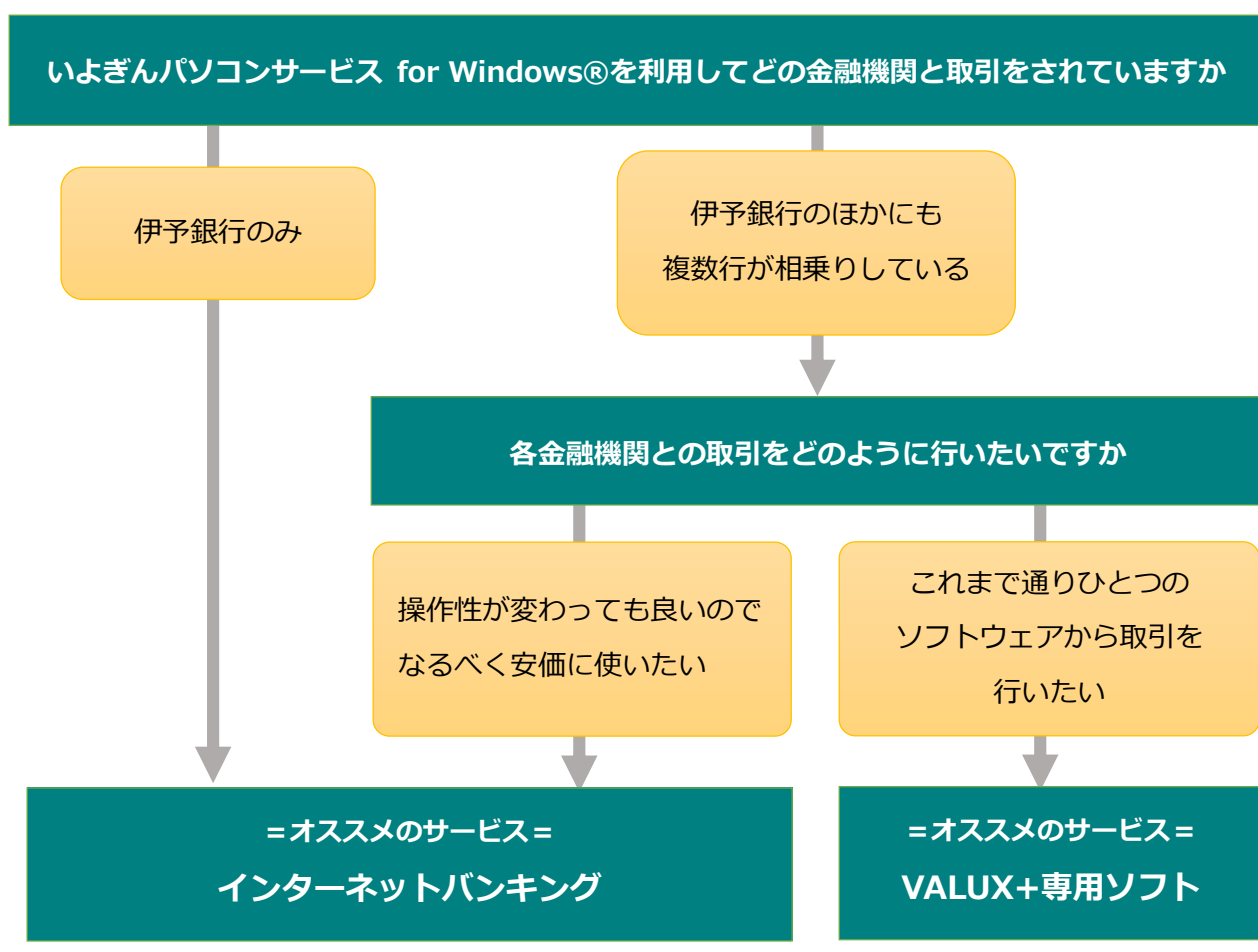 いよぎんパソコンサービス for Windows®を利用してどの金融機関と取引をされていますか
伊予銀行のみ
伊予銀行のほかにも
複数行が相乗りしている
各金融機関との取引をどのように行いたいですか
操作性が変わっても良いので
なるべく安価に使いたい
これまで通りひとつの
ソフトウェアから取引を
行いたい
=オススメのサービス=
インターネットバンキング
=オススメのサービス=
VALUX+専用ソフト